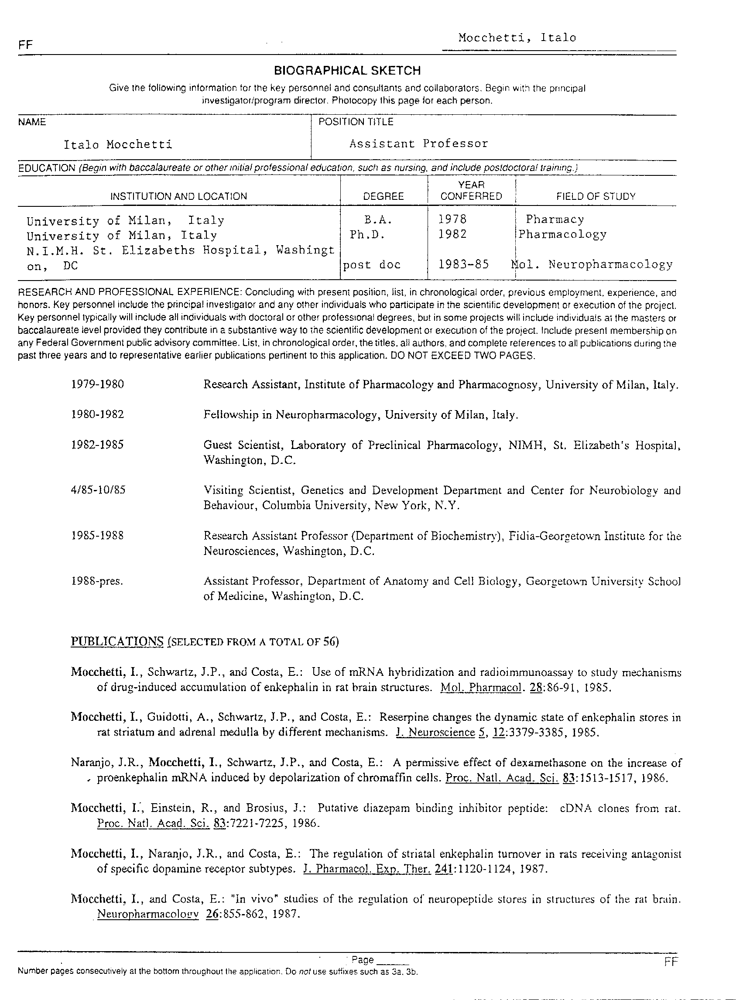 Mocchetti, Italo
FF
BIOGRAPHICAL SKETCH
Give the following information for the key personnel and consultants and collaborators. Begin with the principal
investigator/program director. Photocopy this page for each person.
NAME
POSITION TITLE
Italo Mocchetti
Assistant Professor
EDUCATION (Begin with baccalaureate or other initial professional education, such as nursing, and include postdoctoral training.)
INSTITUTION AND LOCATION
DEGREE
YEAR
CONFERRED
FIELD OF STUDY
University of Milan, Italy B.A. 1978 Pharmacy
University of Milan, Italy Ph.D. 1982 Pharmacology
N.I.M.H. St. Elizabeths Hospital, Washingt
on, DC post doc 1983-85 Mol. Neuropharmacology
RESEARCH AND PROFESSIONAL EXPERIENCE: Concluding with present position, list, in chronological order, previous employment, experience, and
honors. Key personnel include the principal investigator and any other individuals who participate in the scientific development or execution of the project.
Key personnel typically will include all individuals with doctoral or other professional degrees, but in some projects will include individuals at the masters or
baccalaureate level provided they contribute in a substantive way to the scientific development or execution of the project. Include present membership on
any Federal Government public advisory committee. List, in chronological order, the titles, all authors, and complete references to all publications during the
past three years and to representative earlier publications pertinent to this application. DO NOT EXCEED TWO PAGES.
1979-1980 Research Assistant, Institute of Pharmacology and Pharmacognosy, University of Milan, Italy.
1980-1982 Fellowship in Neuropharmacology, University of Milan, Italy.
1982-1985 Guest Scientist, Laboratory of Preclinical Pharmacology, NIMH, St. Elizabeth's Hospital,
Washington, D.C.
4/85-10/85 Visiting Scientist, Genetics and Development Department and Center for Neurobiology and
Behaviour, Columbia University, New York, N.Y.
1985-1988 Research Assistant Professor (Department of Biochemistry), Fidia-Georgetown Institute for the
Neurosciences, Washington, D.C.
1988-pres. Assistant Professor, Department of Anatomy and Cell Biology, Georgetown University School
of Medicine, Washington, D.C.
PUBLICATIONS (SELECTED FROM A TOTAL OF 56)
Mocchetti, I., Schwartz, J.P., and Costa, E.: Use of mRNA hybridization and radioimmunoassay to study mechanisms
of drug-induced accumulation of enkephalin in rat brain structures. Mol. Pharmacol. 28:86-91, 1985.
Mocchetti, I., Guidotti, A., Schwartz, J.P., and Costa, E.: Reserpine changes the dynamic state of enkephalin stores in
rat striatum and adrenal medulla by different mechanisms. J. Neuroscience 5, 12:3379-3385, 1985.
Naranjo, J.R., Mocchetti, I., Schwartz, J.P., and Costa, E.: A permissive effect of dexamethasone on the increase of
proenkephalin mRNA induced by depolarization of chromaffin cells. Proc. Natl. Acad. Sci. 83:1513-1517, 1986.
Mocchetti, I., Einstein, R., and Brosius, J.: Putative diazepam binding inhibitor peptide: cDNA clones from rat.
Proc. Natl. Acad. Sci. 83:7221-7225, 1986.
Mocchetti, I., Naranjo, J.R., and Costa, E.: The regulation of striatal enkephalin turnover in rats receiving antagonist
of specific dopamine receptor subtypes. J. Pharmacol. Exp. Ther. 241:1120-1124, 1987.
Mocchetti, I., and Costa, E.: "In vivo" studies of the regulation of neuropeptide stores in structures of the rat brain.
Neuropharmacology 26:855-862, 1987.
Page
FF
Number pages consecutively at the bottom throughout the application. Do not use suffixes such as 3a, 3b.